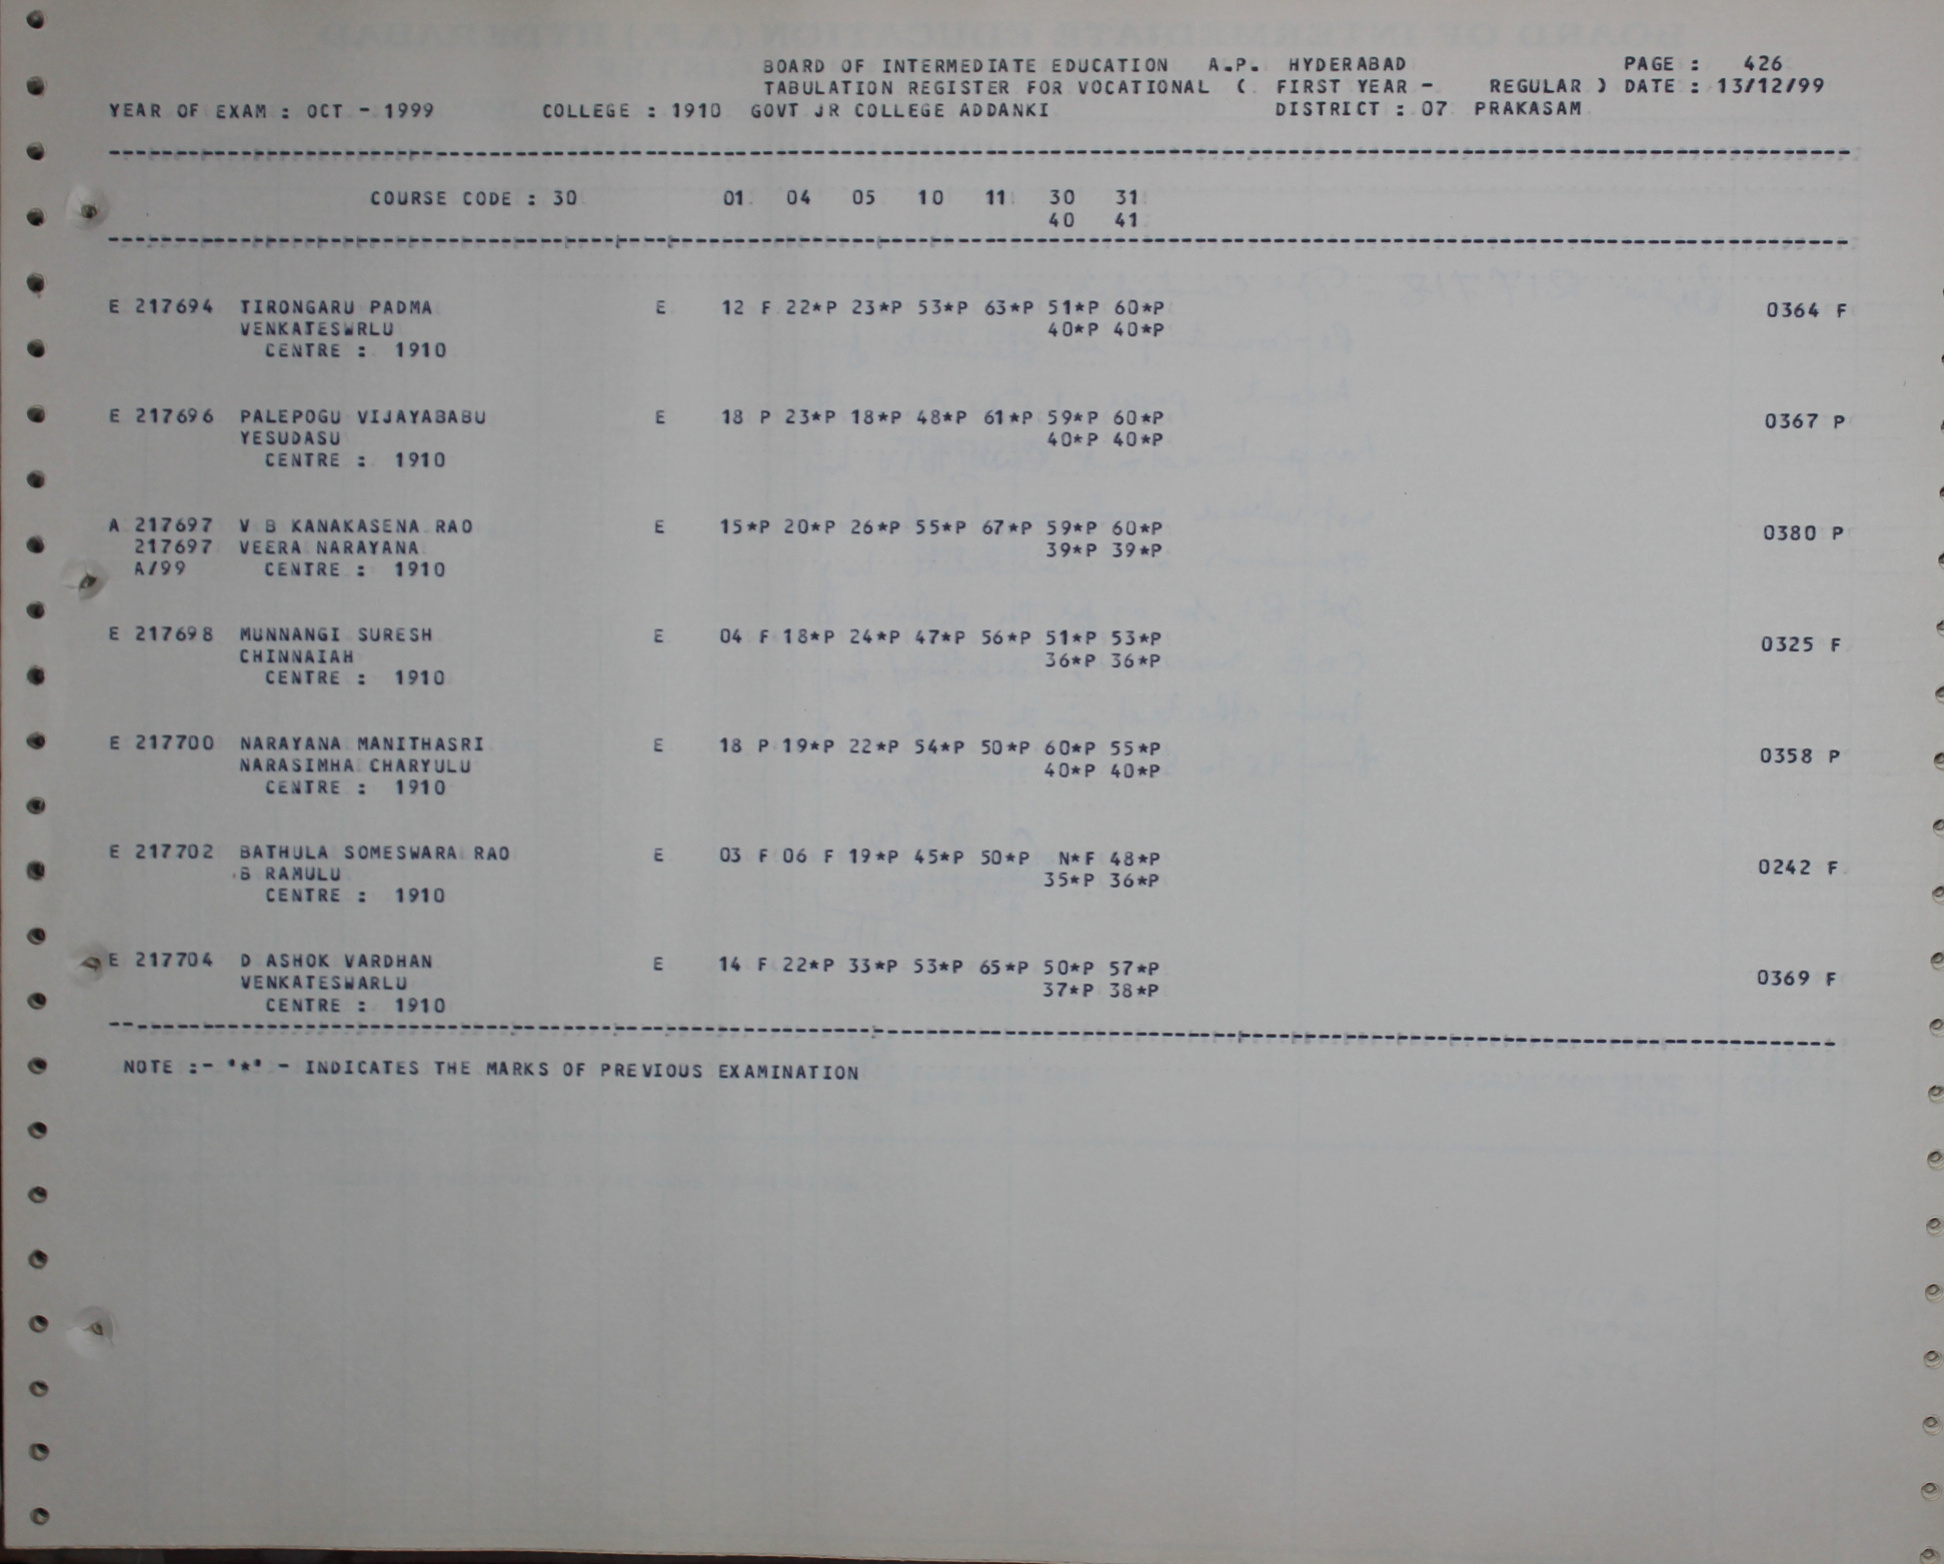 BOARD OF INTERMEDIATE EDUCATION A.P. HYDERABAD PAGE : 426
TABULATION REGISTER FOR VOCATIONAL ( FIRST YEAR - REGULAR ) DATE : 13/12/99
YEAR OF EXAM : OCT - 1999 COLLEGE : 1910 GOVT JR COLLEGE ADDANKI DISTRICT : 07 PRAKASAM
COURSE CODE : 30 01 04 05 10 11 30 31
40 41
E 217694 TIRONGARU PADMA E 12 F 22*P 23*P 53*P 63*P 51*P 60*P 0364 F
VENKATESWRLU 40*P 40*P
CENTRE : 1910
E 217696 PALEPOGU VIJAYABABU E 18 P 23*P 18*P 48*P 61*P 59*P 60*P 0367 P
YESUDASU 40*P 40*P
CENTRE : 1910
A 217697 V B KANAKASENA RAO E 15*P 20*P 26*P 55*P 67*P 59*P 60*P 0380 P
217697 VEERA NARAYANA 39*P 39*P
A/99 CENTRE : 1910
E 217698 MUNNANGI SURESH E 04 F 18*P 24*P 47*P 56*P 51*P 53*P 0325 F
CHINNAIAH 36*P 36*P
CENTRE : 1910
E 217700 NARAYANA MANITHASRI E 18 P 19*P 22*P 54*P 50*P 60*P 55*P 0358 P
NARASIMHA CHARYULU 40*P 40*P
CENTRE : 1910
E 217702 BATHULA SOMESWARA RAO E 03 F 06 F 19*P 45*P 50*P N*F 48*P 0242 F
B RAMULU 35*P 36*P
CENTRE : 1910
E 217704 D ASHOK VARDHAN E 14 F 22*P 33*P 53*P 65*P 50*P 57*P 0369 F
VENKATESWARLU 37*P 38*P
CENTRE : 1910
NOTE :- '*' - INDICATES THE MARKS OF PREVIOUS EXAMINATION